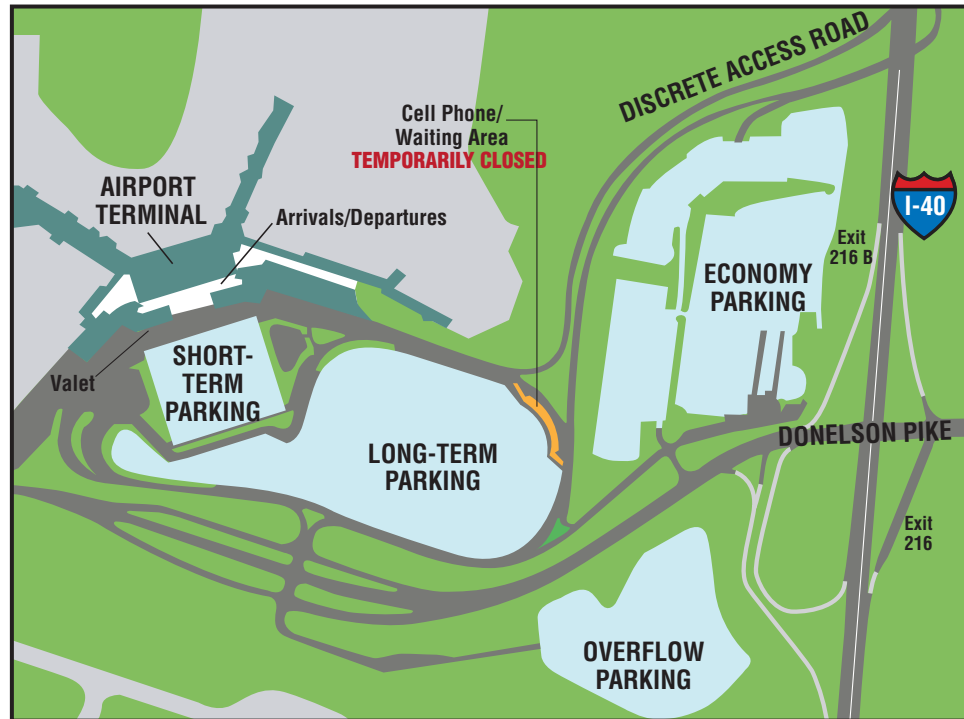 DISCRETE ACCESS ROAD
Cell Phone/
Waiting Area
TEMPORARILY CLOSED
AIRPORT
TERMINAL
Arrivals/Departures
I-40
Exit
216 B
ECONOMY
PARKING
SHORT-
TERM
PARKING
Valet
LONG-TERM
PARKING
DONELSON PIKE
Exit
216
OVERFLOW
PARKING